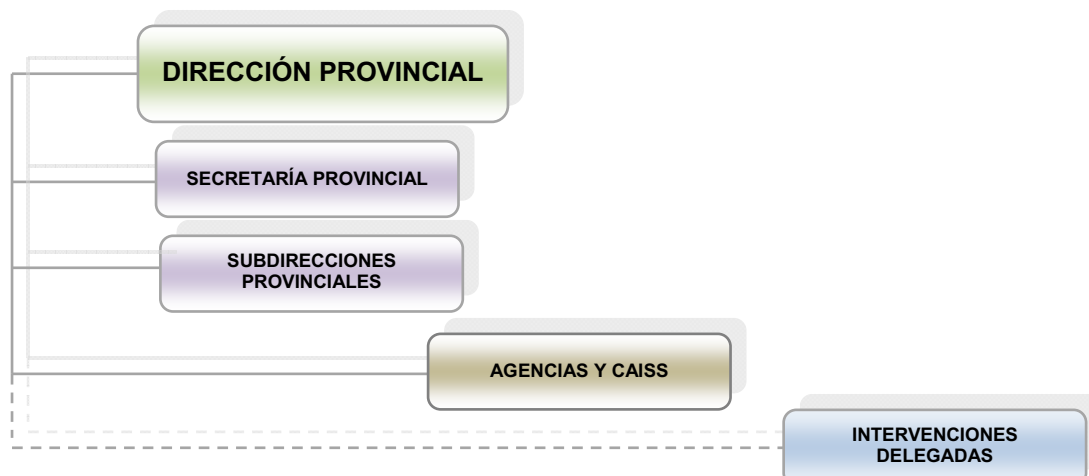 DIRECCIÓN PROVINCIAL
SECRETARÍA PROVINCIAL
SUBDIRECCIONES
PROVINCIALES
AGENCIAS Y CAISS
INTERVENCIONES
DELEGADAS